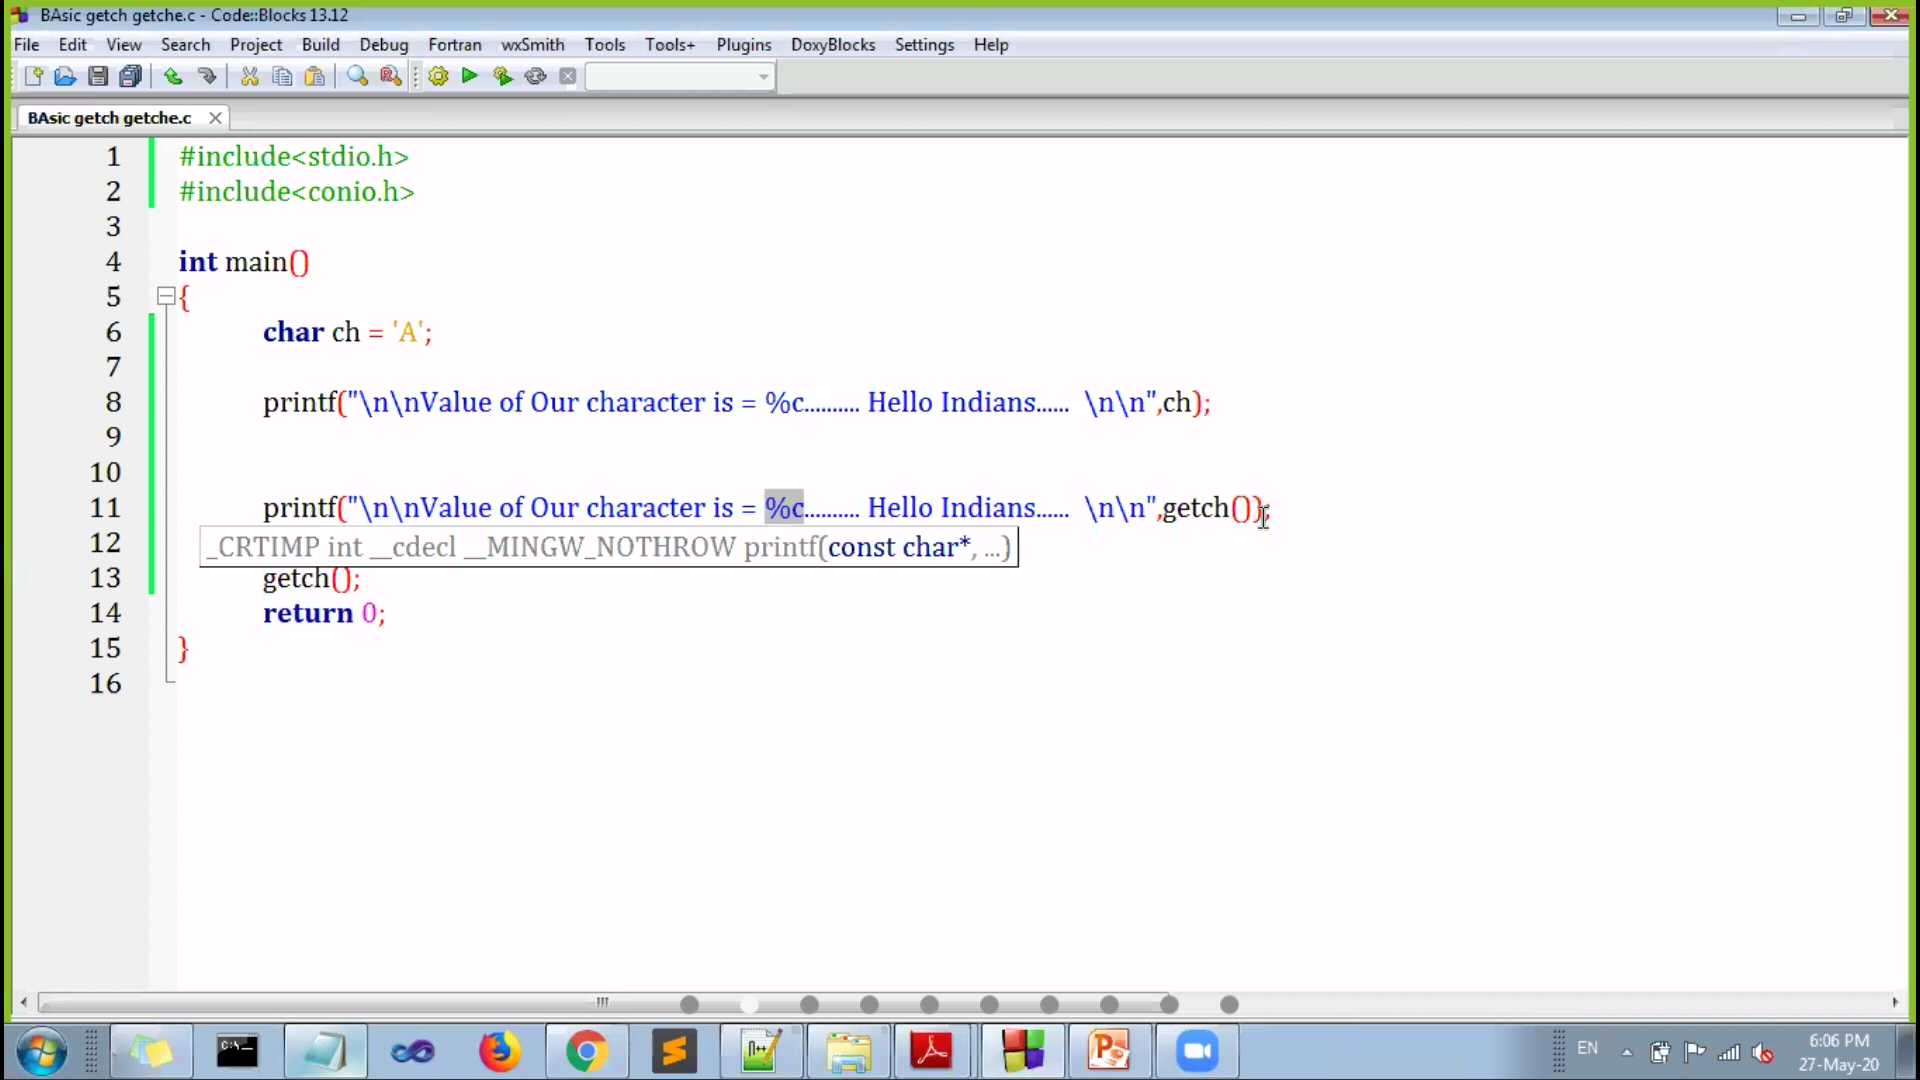 BAsic getch getche.c - Code::Blocks 13.12
File Edit View Search Project Build Debug Fortran wxSmith Tools Tools+ Plugins DoxyBlocks Settings Help
BAsic getch getche.c
1 #include<stdio.h>
2 #include<conio.h>
3
4 int main()
5 {
6 char ch = 'A';
7
8 printf("\n\nValue of Our character is = %c.......... Hello Indians...... \n\n",ch);
9
10
11 printf("\n\nValue of Our character is = %c.......... Hello Indians...... \n\n",getch());
12 _CRTIMP int __cdecl __MINGW_NOTHROW printf(const char*, ...)
13 getch();
14 return 0;
15 }
16
EN 6:06 PM
27-May-20